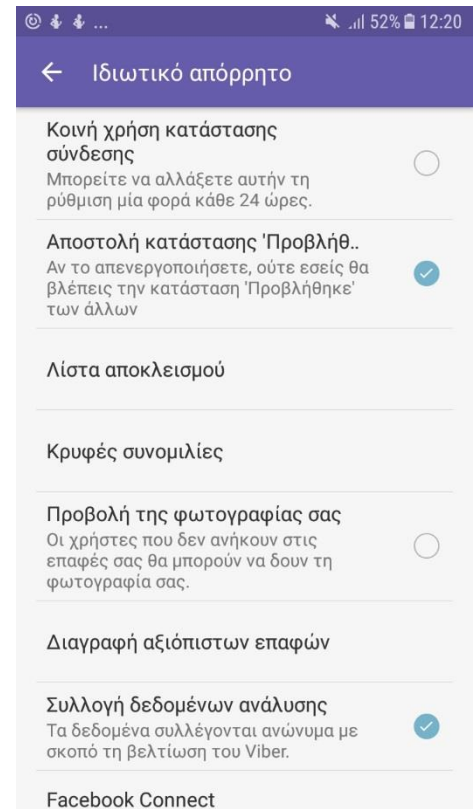 ... 52% 12:20
Ιδιωτικό απόρρητο
Κοινή χρήση κατάστασης
σύνδεσης
Μπορείτε να αλλάξετε αυτήν τη
ρύθμιση μία φορά κάθε 24 ώρες.
Αποστολή κατάστασης 'Προβλήθ..
Αν το απενεργοποιήσετε, ούτε εσείς θα
βλέπεις την κατάσταση 'Προβλήθηκε'
των άλλων
Λίστα αποκλεισμού
Κρυφές συνομιλίες
Προβολή της φωτογραφίας σας
Οι χρήστες που δεν ανήκουν στις
επαφές σας θα μπορούν να δουν τη
φωτογραφία σας.
Διαγραφή αξιόπιστων επαφών
Συλλογή δεδομένων ανάλυσης
Τα δεδομένα συλλέγονται ανώνυμα με
σκοπό τη βελτίωση του Viber.
Facebook Connect